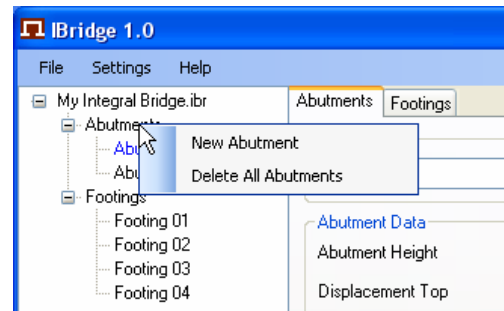 IBridge 1.0
File Settings Help
My Integral Bridge.ibr
Abutments
Footings
Footing 01
Footing 02
Footing 03
Footing 04
New Abutment
Delete All Abutments
Abutments Footings
Abutment Data
Abutment Height
Displacement Top